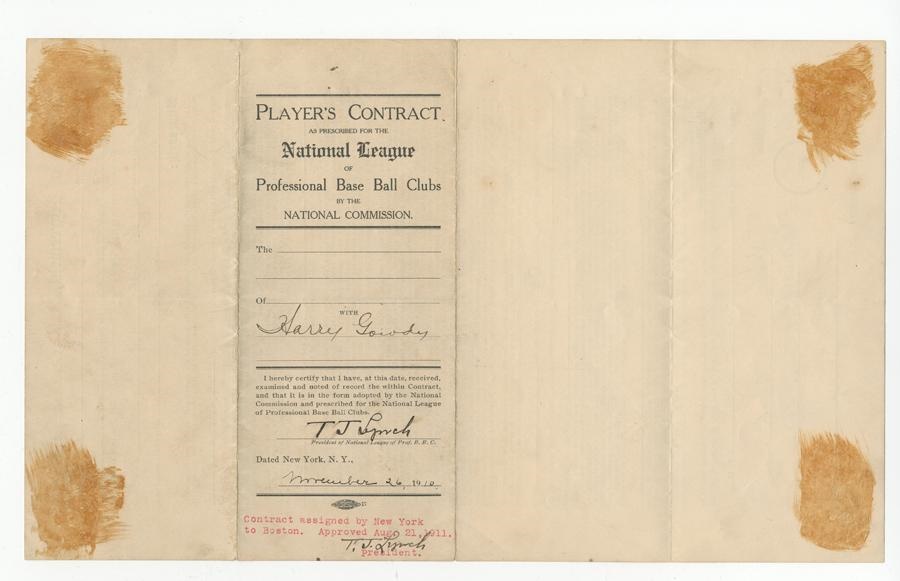 PLAYER'S CONTRACT
AS PRESCRIBED FOR THE
National League
OF
Professional Base Ball Clubs
BY THE
NATIONAL COMMISSION.
The
Of
WITH
Harry Gowdy
I hereby certify that I have, at this date, received,
examined and noted of record the within Contract,
and that it is in the form adopted by the National
Commission and prescribed for the National League
of Professional Base Ball Clubs.
T J Lynch
President of National League of Prof. B. B. C.
Dated New York, N. Y.,
November 26, 1910.
Contract assigned by New York
to Boston. Approved Aug. 21, 1911.
T. J. Lynch
President.